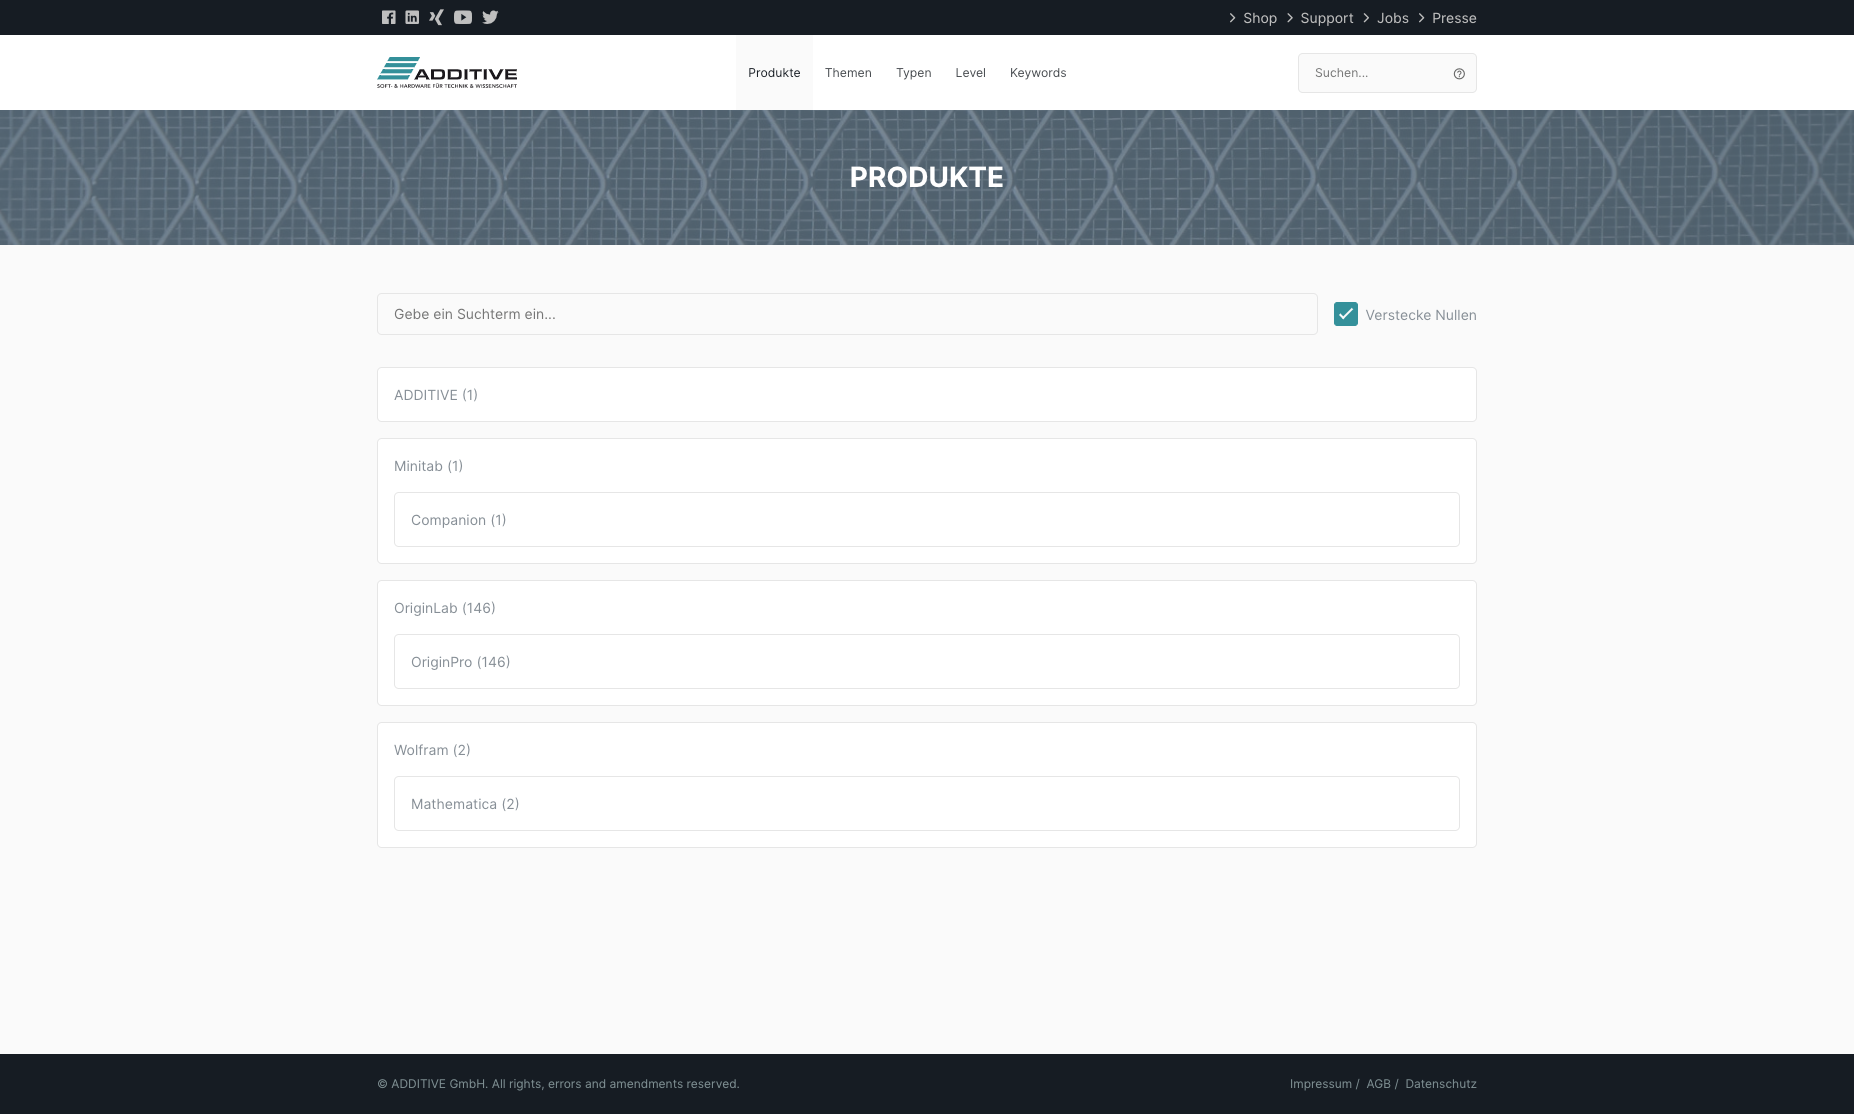 Shop Support Jobs Presse
ADDITIVE
SOFT- & HARDWARE FÜR TECHNIK & WISSENSCHAFT
Produkte Themen Typen Level Keywords
Suchen...
PRODUKTE
Gebe ein Suchterm ein...
Verstecke Nullen
ADDITIVE (1)
Minitab (1)
Companion (1)
OriginLab (146)
OriginPro (146)
Wolfram (2)
Mathematica (2)
© ADDITIVE GmbH. All rights, errors and amendments reserved.
Impressum / AGB / Datenschutz